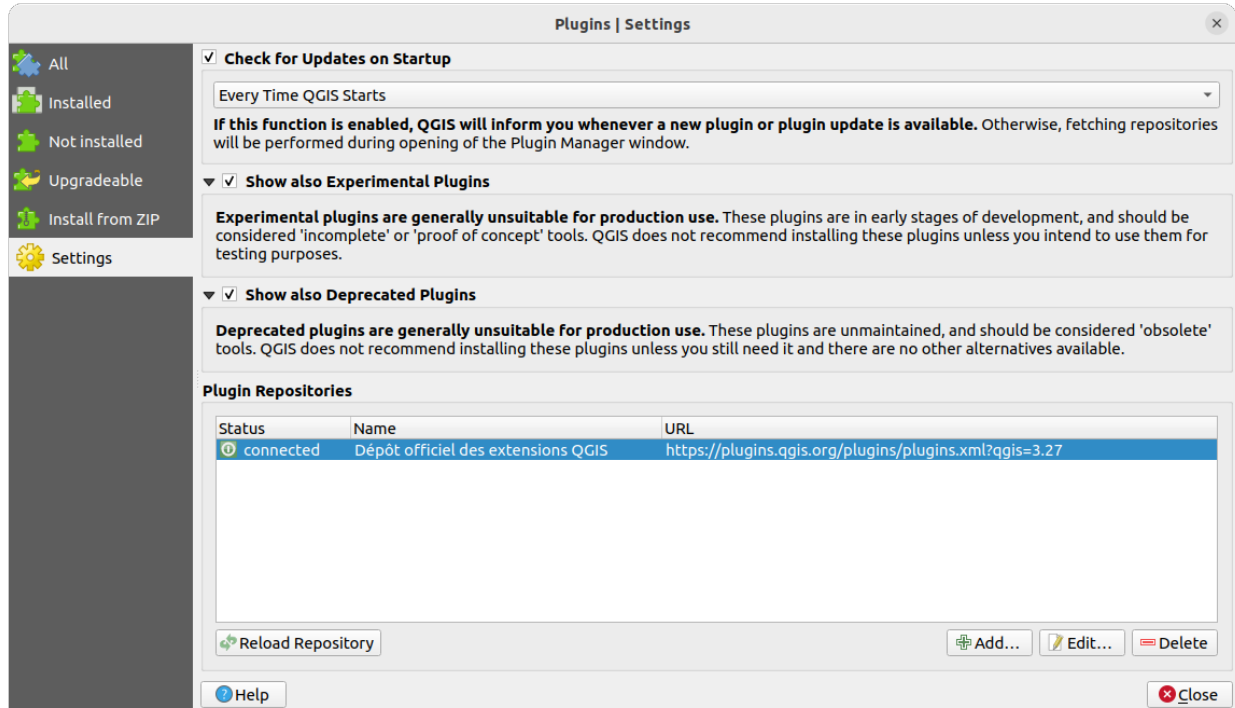 Plugins | Settings
All
Installed
Not installed
Upgradeable
Install from ZIP
Settings
Check for Updates on Startup
Every Time QGIS Starts
If this function is enabled, QGIS will inform you whenever a new plugin or plugin update is available. Otherwise, fetching repositories
will be performed during opening of the Plugin Manager window.
Show also Experimental Plugins
Experimental plugins are generally unsuitable for production use. These plugins are in early stages of development, and should be
considered 'incomplete' or 'proof of concept' tools. QGIS does not recommend installing these plugins unless you intend to use them for
testing purposes.
Show also Deprecated Plugins
Deprecated plugins are generally unsuitable for production use. These plugins are unmaintained, and should be considered 'obsolete'
tools. QGIS does not recommend installing these plugins unless you still need it and there are no other alternatives available.
Plugin Repositories
Status Name URL
connected Dépôt officiel des extensions QGIS https://plugins.qgis.org/plugins/plugins.xml?qgis=3.27
Reload Repository Add... Edit... Delete
Help Close